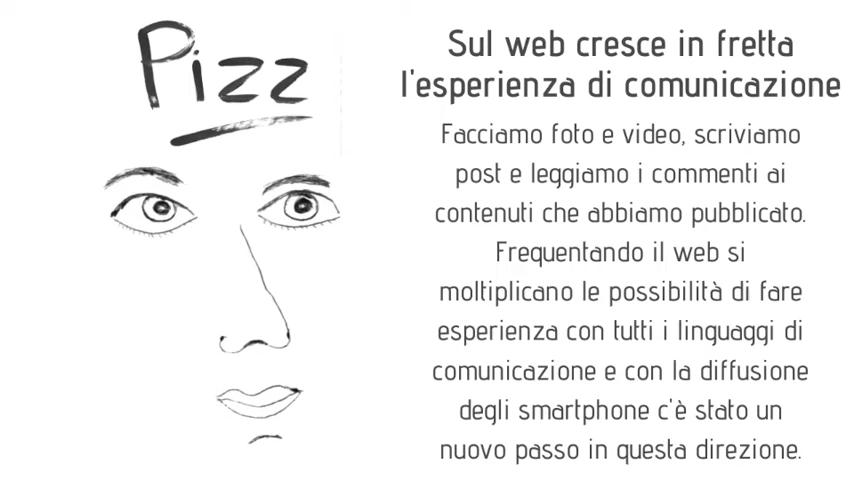 Pizz
Sul web cresce in fretta
l'esperienza di comunicazione
Facciamo foto e video, scriviamo
post e leggiamo i commenti ai
contenuti che abbiamo pubblicato.
Frequentando il web si
moltiplicano le possibilità di fare
esperienza con tutti i linguaggi di
comunicazione e con la diffusione
degli smartphone c'è stato un
nuovo passo in questa direzione.